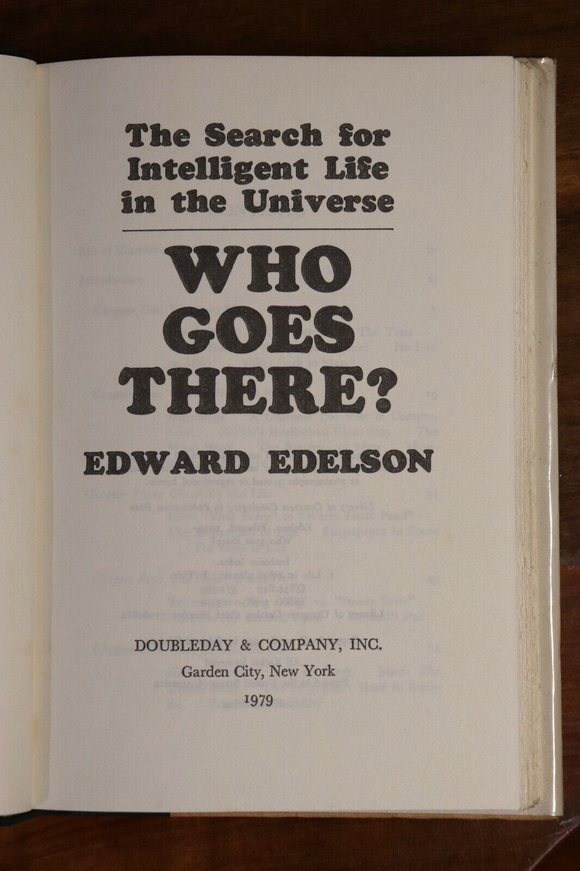 The Search for
Intelligent Life
in the Universe
WHO
GOES
THERE?
EDWARD EDELSON
DOUBLEDAY & COMPANY, INC.
Garden City, New York
1979